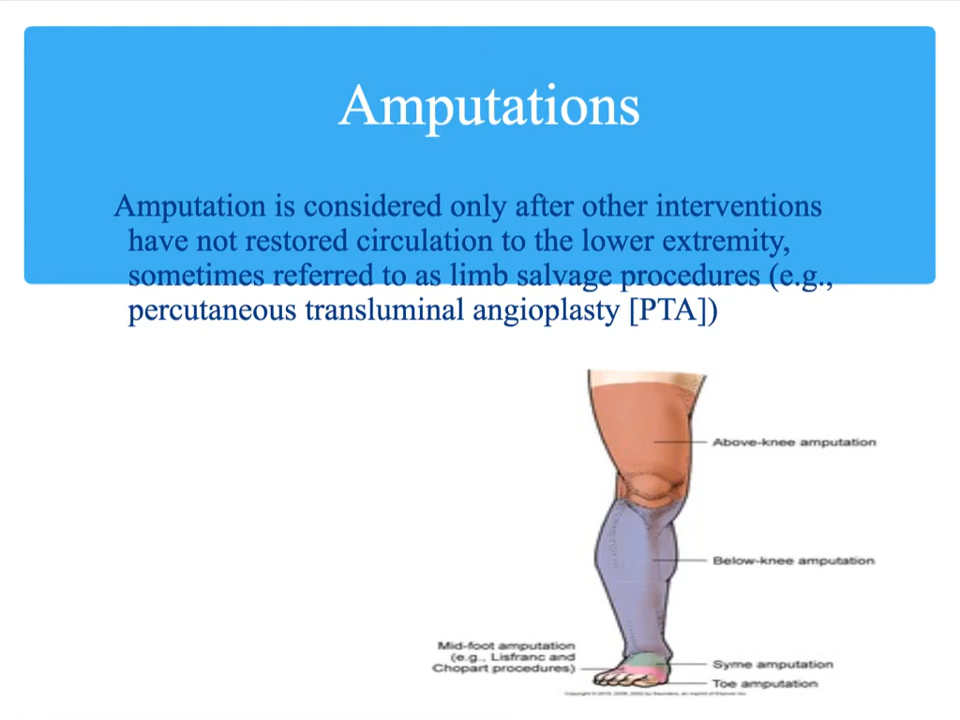 Amputations
Amputation is considered only after other interventions
have not restored circulation to the lower extremity,
sometimes referred to as limb salvage procedures (e.g.,
percutaneous transluminal angioplasty [PTA])
Above-knee amputation
Below-knee amputation
Mid-foot amputation
(e.g., Lisfranc and
Chopart procedures)
Syme amputation
Toe amputation